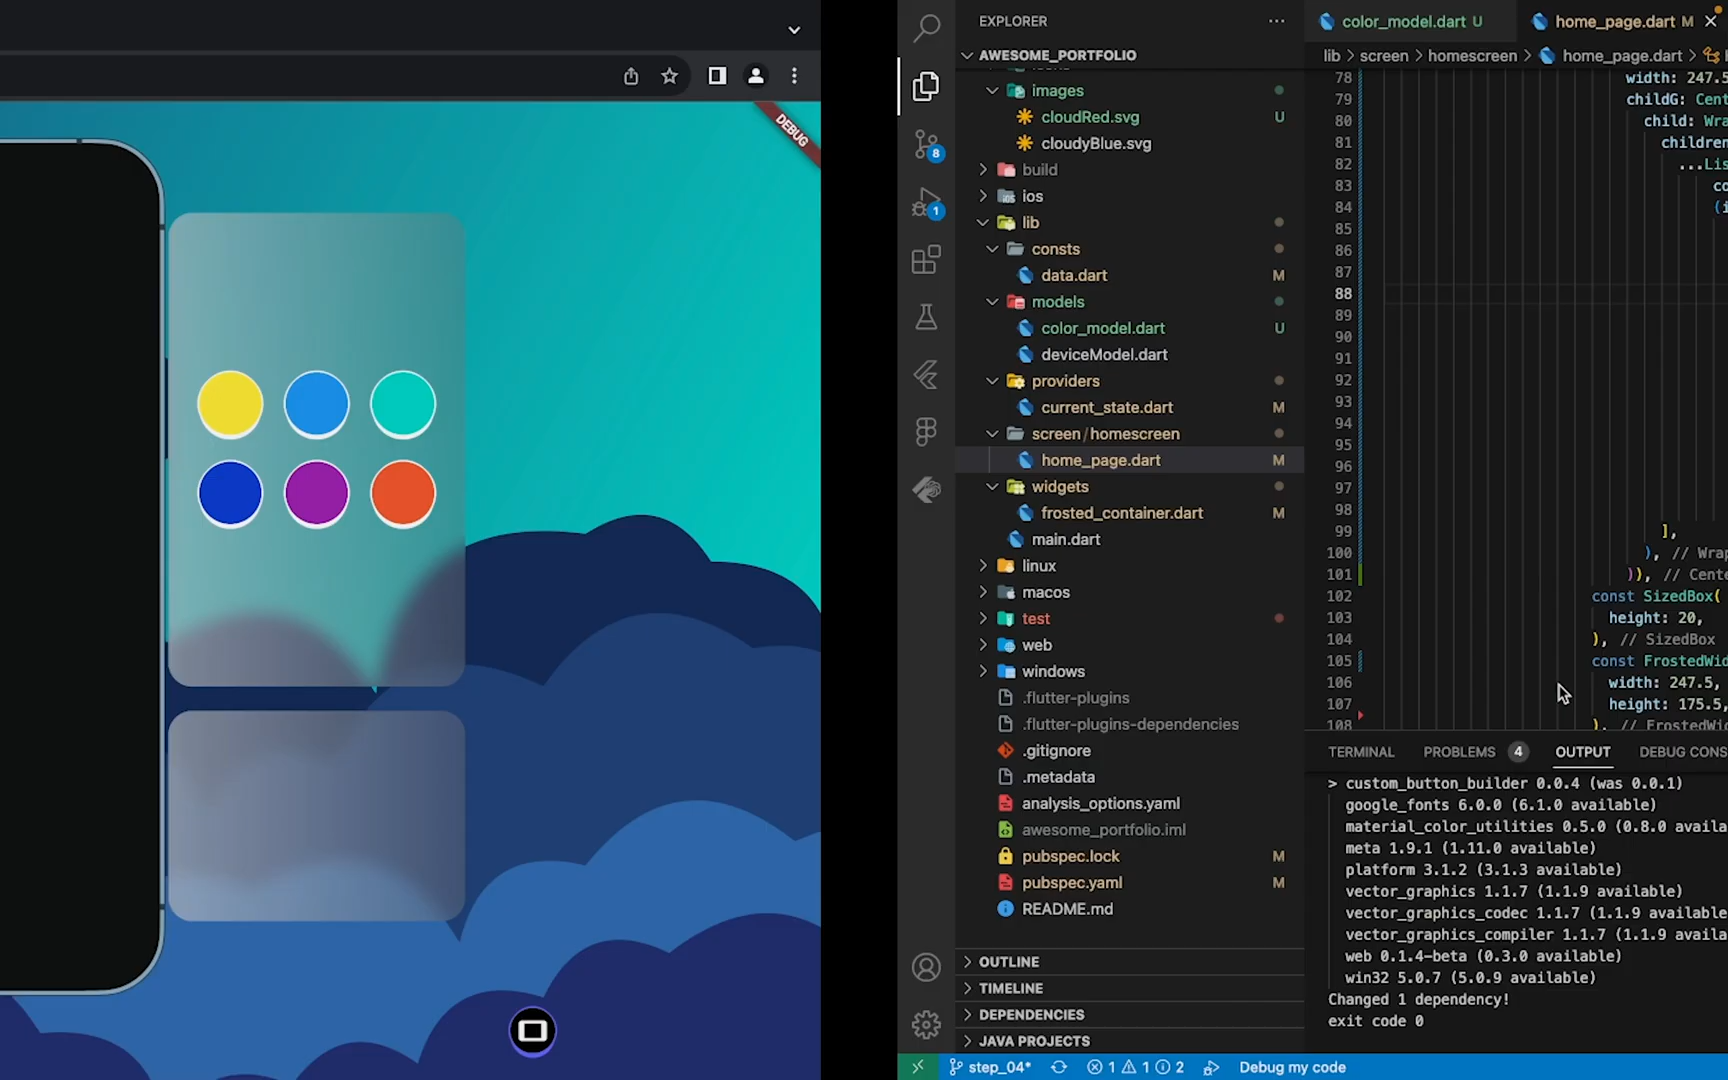 DEBUG
EXPLORER
AWESOME_PORTFOLIO
images
cloudRed.svg U
cloudyBlue.svg
build
ios
lib
consts
data.dart M
models
color_model.dart U
deviceModel.dart
providers
current_state.dart M
screen/homescreen
home_page.dart M
widgets
frosted_container.dart M
main.dart
linux
macos
test
web
windows
.flutter-plugins
.flutter-plugins-dependencies
.gitignore
.metadata
analysis_options.yaml
awesome_portfolio.iml
pubspec.lock M
pubspec.yaml M
README.md
OUTLINE
TIMELINE
DEPENDENCIES
JAVA PROJECTS
8
1
color_model.dart U
home_page.dart M
lib > screen > homescreen > home_page.dart >
78 width: 247.5
79 childG: Cent
80 child: Wra
81 children
82 ...Lis
83 co
84 (i
85
86
87
88
89
90
91
92
93
94
95
96
97
98
99 ],
100 ), // Wrap
101 )), // Cente
102 const SizedBox(
103 height: 20,
104 ), // SizedBox
105 const FrostedWid
106 width: 247.5,
107 height: 175.5,
108 ), // FrostedWid
TERMINAL PROBLEMS 4 OUTPUT DEBUG CONS
> custom_button_builder 0.0.4 (was 0.0.1)
google_fonts 6.0.0 (6.1.0 available)
material_color_utilities 0.5.0 (0.8.0 availa
meta 1.9.1 (1.11.0 available)
platform 3.1.2 (3.1.3 available)
vector_graphics 1.1.7 (1.1.9 available)
vector_graphics_codec 1.1.7 (1.1.9 available
vector_graphics_compiler 1.1.7 (1.1.9 availa
web 0.1.4-beta (0.3.0 available)
win32 5.0.7 (5.0.9 available)
Changed 1 dependency!
exit code 0
step_04* 1 1 2 Debug my code